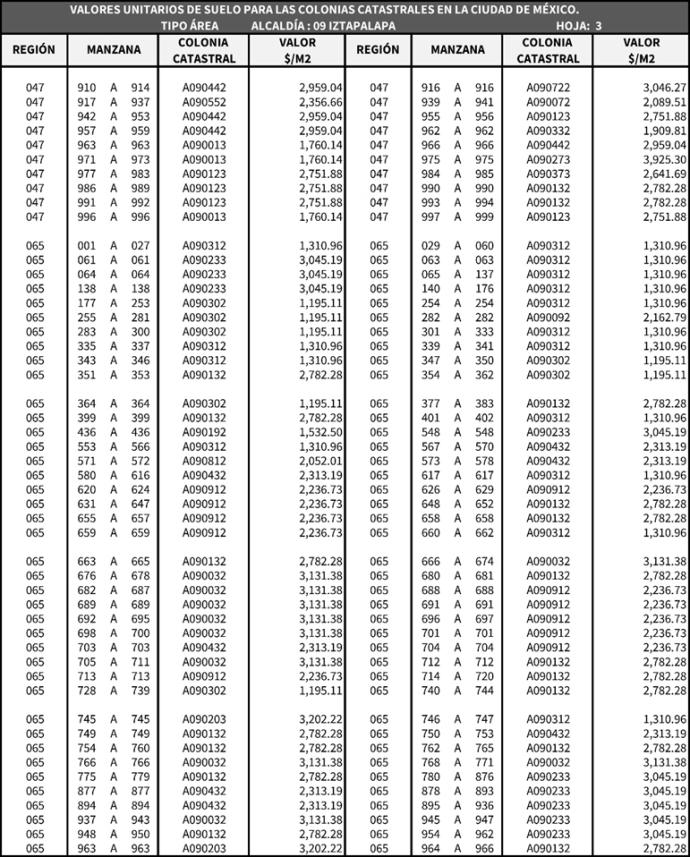 VALORES UNITARIOS DE SUELO PARA LAS COLONIAS CATASTRALES EN LA CIUDAD DE MÉXICO.
TIPO ÁREA ALCALDÍA : 09 IZTAPALAPA HOJA: 3
REGIÓN MANZANA COLONIA CATASTRAL VALOR $/M2 REGIÓN MANZANA COLONIA CATASTRAL VALOR $/M2
047 910 A 914 A090442 2,959.04 047 916 A 916 A090722 3,046.27
047 917 A 937 A090552 2,356.66 047 939 A 941 A090072 2,089.51
047 942 A 953 A090442 2,959.04 047 955 A 956 A090123 2,751.88
047 957 A 959 A090442 2,959.04 047 962 A 962 A090332 1,909.81
047 963 A 963 A090013 1,760.14 047 966 A 966 A090442 2,959.04
047 971 A 973 A090013 1,760.14 047 975 A 975 A090273 3,925.30
047 977 A 983 A090123 2,751.88 047 984 A 985 A090373 2,641.69
047 986 A 989 A090123 2,751.88 047 990 A 990 A090132 2,782.28
047 991 A 992 A090123 2,751.88 047 993 A 994 A090132 2,782.28
047 996 A 996 A090013 1,760.14 047 997 A 999 A090123 2,751.88
065 001 A 027 A090312 1,310.96 065 029 A 060 A090312 1,310.96
065 061 A 061 A090233 3,045.19 065 063 A 063 A090312 1,310.96
065 064 A 064 A090233 3,045.19 065 065 A 137 A090312 1,310.96
065 138 A 138 A090233 3,045.19 065 140 A 176 A090312 1,310.96
065 177 A 253 A090302 1,195.11 065 254 A 254 A090312 1,310.96
065 255 A 281 A090302 1,195.11 065 282 A 282 A090092 2,162.79
065 283 A 300 A090302 1,195.11 065 301 A 333 A090312 1,310.96
065 335 A 337 A090312 1,310.96 065 339 A 341 A090312 1,310.96
065 343 A 346 A090312 1,310.96 065 347 A 350 A090302 1,195.11
065 351 A 353 A090132 2,782.28 065 354 A 362 A090302 1,195.11
065 364 A 364 A090302 1,195.11 065 377 A 383 A090132 2,782.28
065 399 A 399 A090132 2,782.28 065 401 A 402 A090312 1,310.96
065 436 A 436 A090192 1,532.50 065 548 A 548 A090233 3,045.19
065 553 A 566 A090312 1,310.96 065 567 A 570 A090432 2,313.19
065 571 A 572 A090812 2,052.01 065 573 A 578 A090432 2,313.19
065 580 A 616 A090432 2,313.19 065 617 A 617 A090312 1,310.96
065 620 A 624 A090912 2,236.73 065 626 A 629 A090912 2,236.73
065 631 A 647 A090912 2,236.73 065 648 A 652 A090132 2,782.28
065 655 A 657 A090912 2,236.73 065 658 A 658 A090132 2,782.28
065 659 A 659 A090912 2,236.73 065 660 A 662 A090312 1,310.96
065 663 A 665 A090132 2,782.28 065 666 A 674 A090032 3,131.38
065 676 A 678 A090032 3,131.38 065 680 A 681 A090132 2,782.28
065 682 A 687 A090032 3,131.38 065 688 A 688 A090912 2,236.73
065 689 A 689 A090032 3,131.38 065 691 A 691 A090912 2,236.73
065 692 A 695 A090032 3,131.38 065 696 A 697 A090912 2,236.73
065 698 A 700 A090032 3,131.38 065 701 A 701 A090912 2,236.73
065 703 A 703 A090432 2,313.19 065 704 A 704 A090912 2,236.73
065 705 A 711 A090032 3,131.38 065 712 A 712 A090132 2,782.28
065 713 A 713 A090912 2,236.73 065 714 A 720 A090132 2,782.28
065 728 A 739 A090302 1,195.11 065 740 A 744 A090132 2,782.28
065 745 A 745 A090203 3,202.22 065 746 A 747 A090312 1,310.96
065 749 A 749 A090132 2,782.28 065 750 A 753 A090432 2,313.19
065 754 A 760 A090132 2,782.28 065 762 A 765 A090132 2,782.28
065 766 A 766 A090032 3,131.38 065 768 A 771 A090032 3,131.38
065 775 A 779 A090132 2,782.28 065 780 A 876 A090233 3,045.19
065 877 A 877 A090432 2,313.19 065 878 A 893 A090233 3,045.19
065 894 A 894 A090432 2,313.19 065 895 A 936 A090233 3,045.19
065 937 A 943 A090032 3,131.38 065 945 A 947 A090233 3,045.19
065 948 A 950 A090132 2,782.28 065 954 A 962 A090233 3,045.19
065 963 A 963 A090203 3,202.22 065 964 A 966 A090132 2,782.28